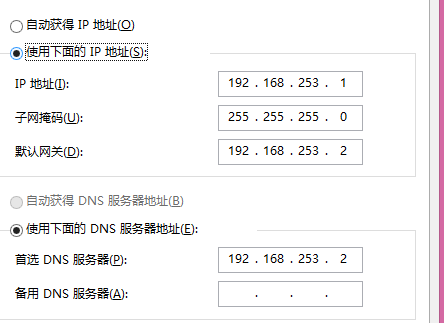 自动获得 IP 地址(O)
使用下面的 IP 地址(S):
IP 地址(I): 192 . 168 . 253 . 1
子网掩码(U): 255 . 255 . 255 . 0
默认网关(D): 192 . 168 . 253 . 2
自动获得 DNS 服务器地址(B)
使用下面的 DNS 服务器地址(E):
首选 DNS 服务器(P): 192 . 168 . 253 . 2
备用 DNS 服务器(A): . . .